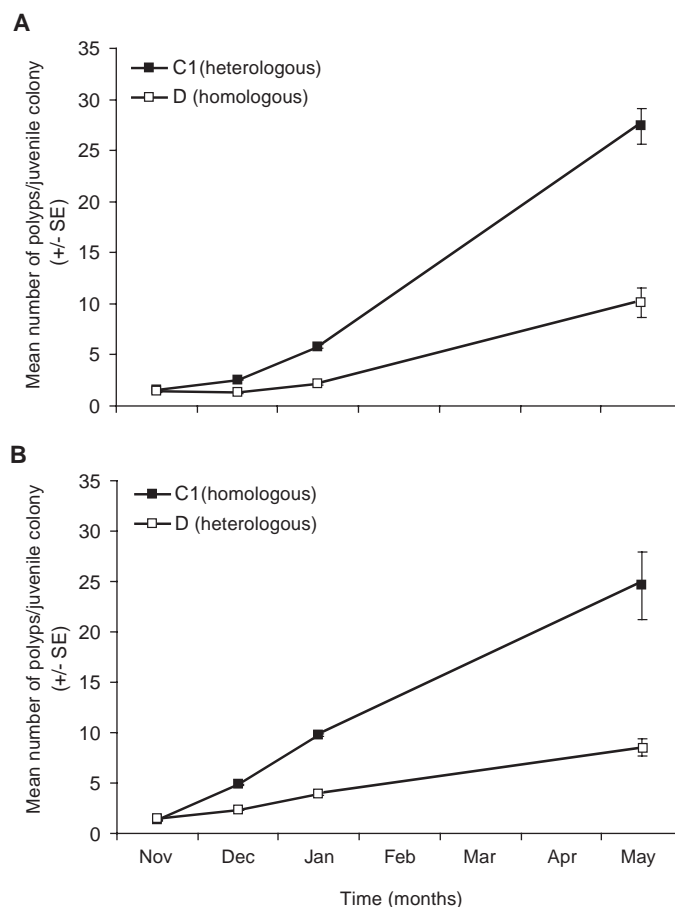 A
Mean number of polyps/juvenile colony
(+/- SE)
35
30
25
20
15
10
5
0
C1(heterologous)
D (homologous)
B
Mean number of polyps/juvenile colony
(+/- SE)
35
30
25
20
15
10
5
0
C1(homologous)
D (heterologous)
Nov Dec Jan Feb Mar Apr May
Time (months)